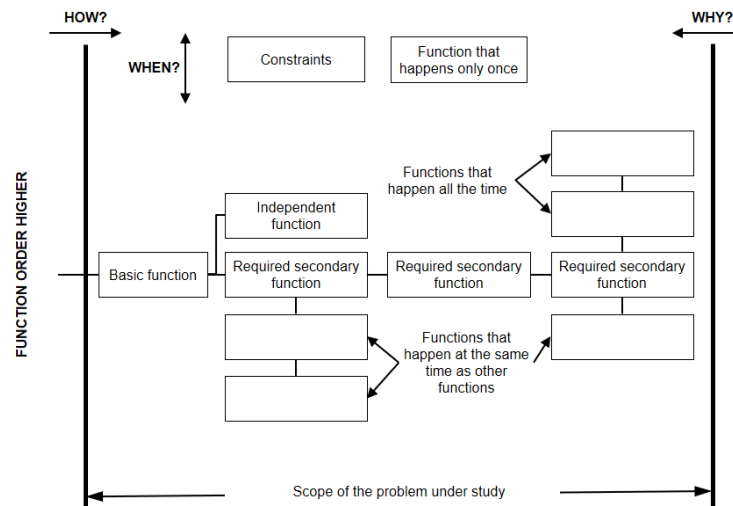 HOW?
WHY?
WHEN?
Constraints
Function that
happens only once
Functions that
happen all the time
FUNCTION ORDER HIGHER
Independent
function
Basic function
Required secondary
function
Required secondary
function
Required secondary
function
Functions that
happen at the same
time as other
functions
Scope of the problem under study